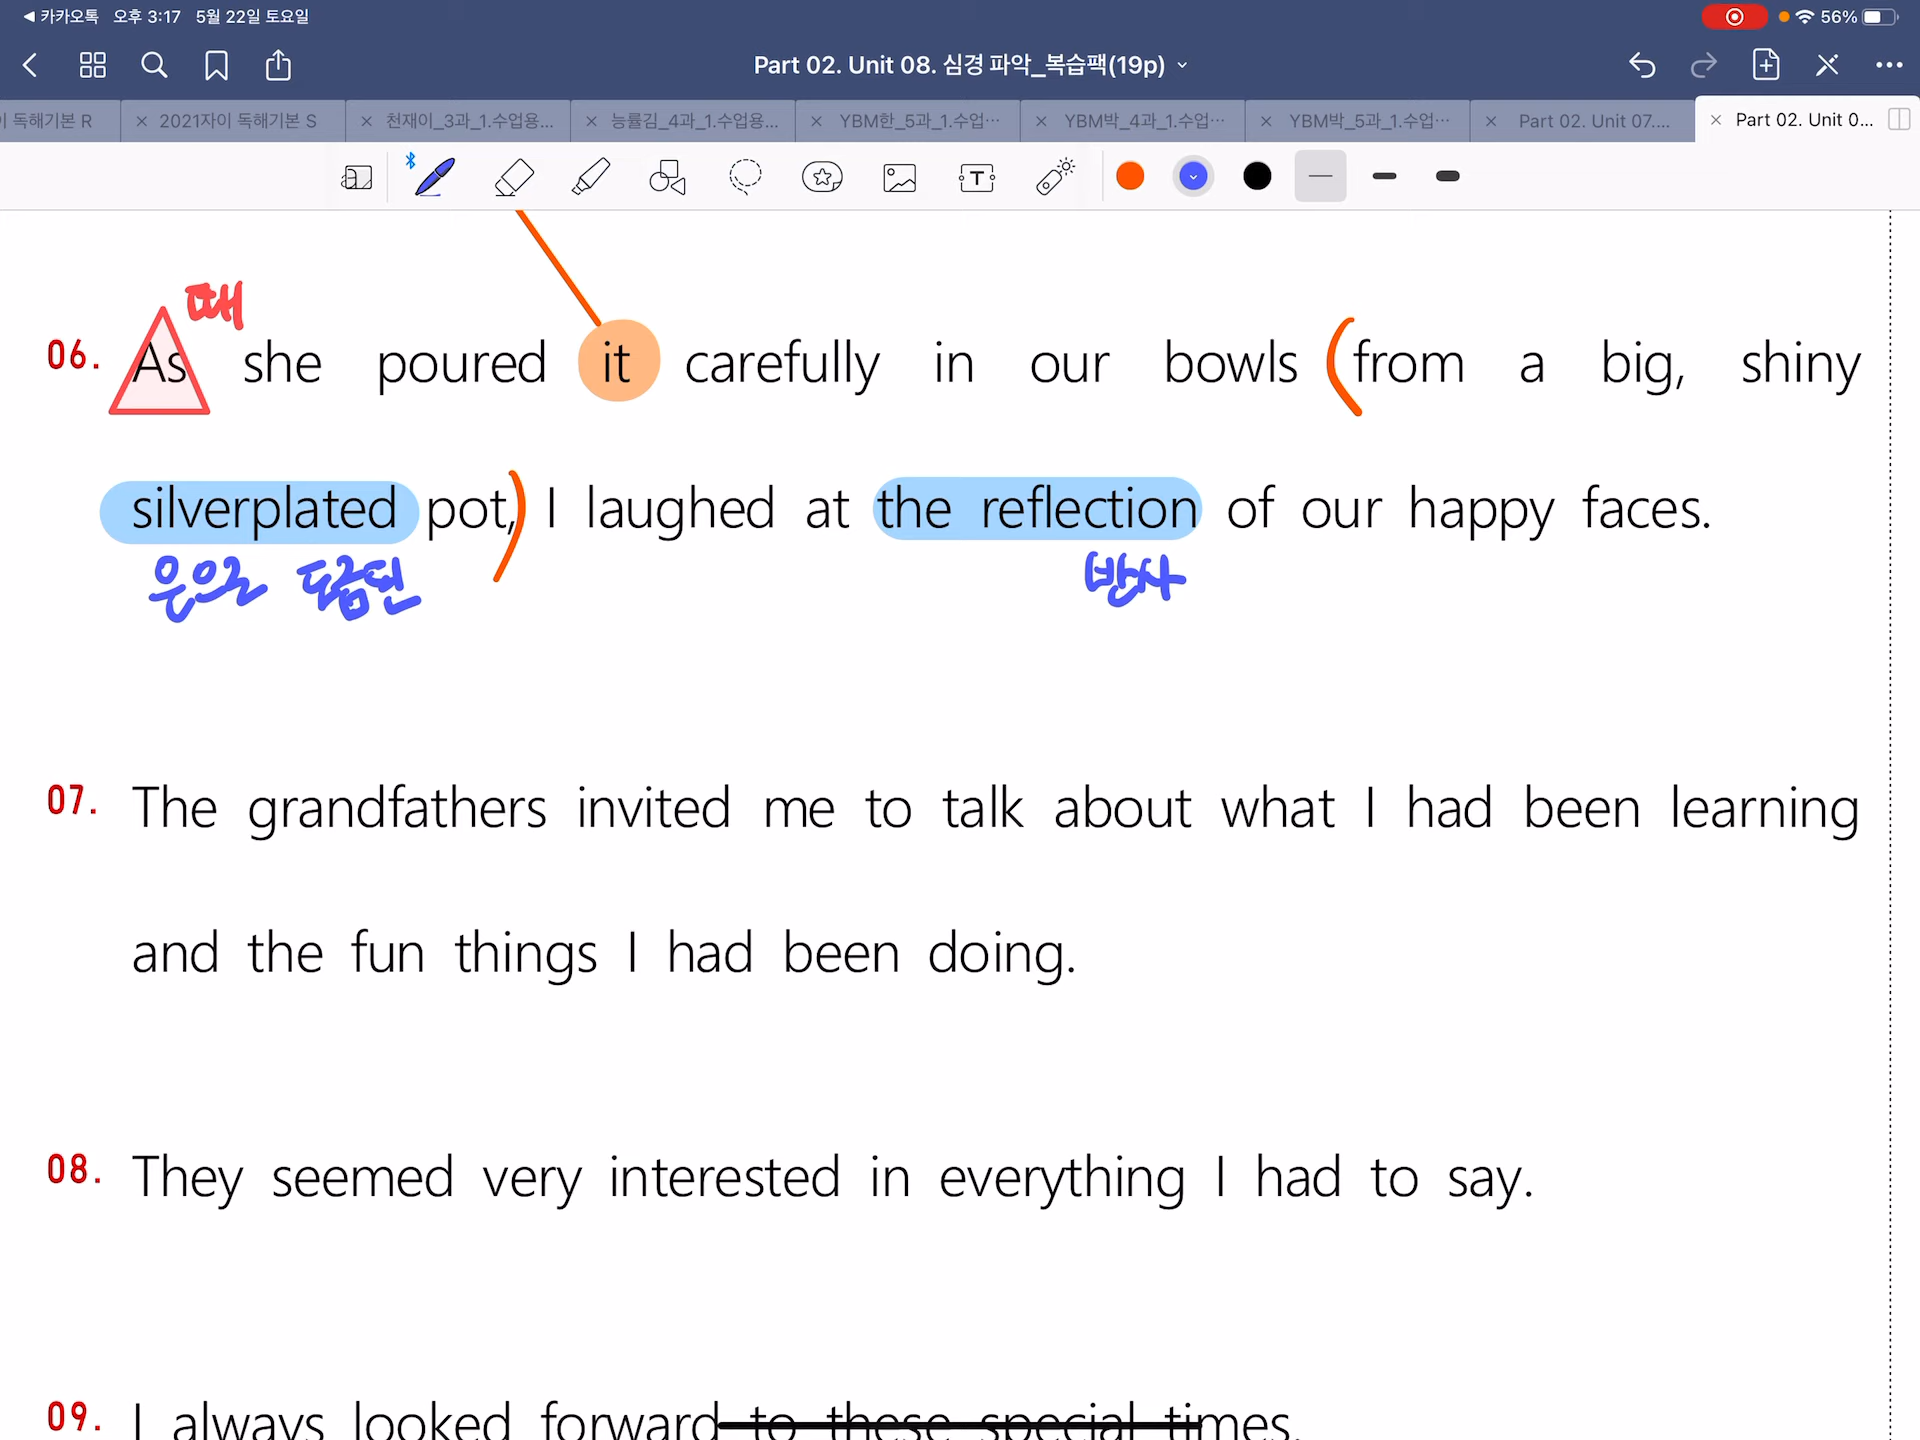 ◀ 카카오톡 오후 3:17 5월 22일 토요일 56%
Part 02. Unit 08. 심경 파악_복습팩(19p)
이 독해기본 R × 2021자이 독해기본 S × 천재이_3과_1.수업용... × 능률김_4과_1.수업용... × YBM한_5과_1.수업... × YBM박_4과_1.수업... × YBM박_5과_1.수업... × Part 02. Unit 07.... × Part 02. Unit 0...
때
06. As she poured it carefully in our bowls (from a big, shiny
silverplated pot,) I laughed at the reflection of our happy faces.
은으로 도금된 반사
07. The grandfathers invited me to talk about what I had been learning
and the fun things I had been doing.
08. They seemed very interested in everything I had to say.
09. I always looked forward to these special times.